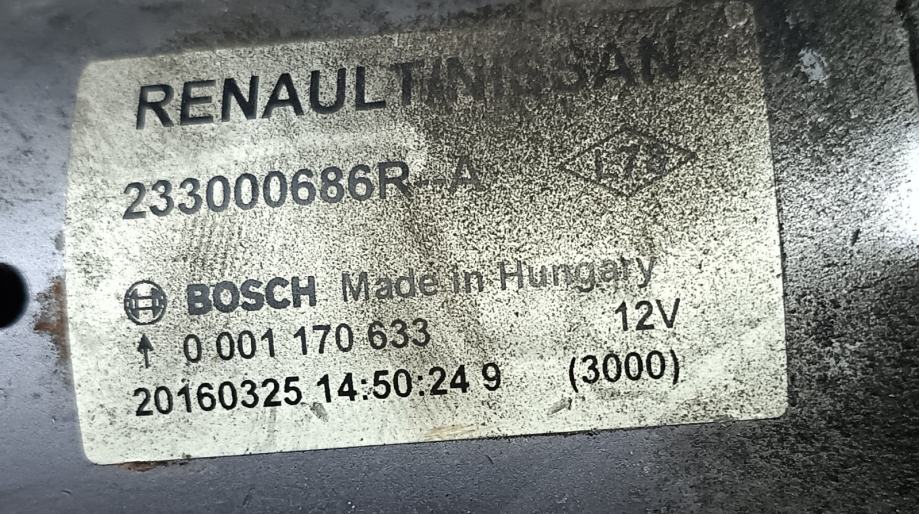 RENAULT/NISSAN
233000686R--A
BOSCH Made in Hungary
0 001 170 633 12V
20160325 14:50:24 9 (3000)